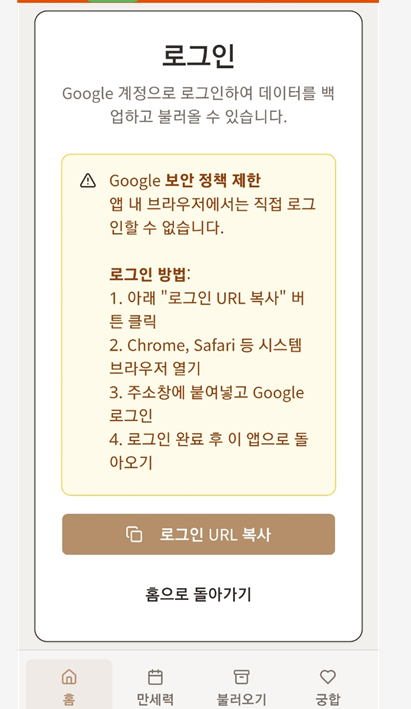 로그인
Google 계정으로 로그인하여 데이터를 백
업하고 불러올 수 있습니다.
Google 보안 정책 제한
앱 내 브라우저에서는 직접 로그
인할 수 없습니다.
로그인 방법:
1. 아래 "로그인 URL 복사" 버
튼 클릭
2. Chrome, Safari 등 시스템
브라우저 열기
3. 주소창에 붙여넣고 Google
로그인
4. 로그인 완료 후 이 앱으로 돌
아오기
로그인 URL 복사
홈으로 돌아가기
홈 만세력 불러오기 궁합